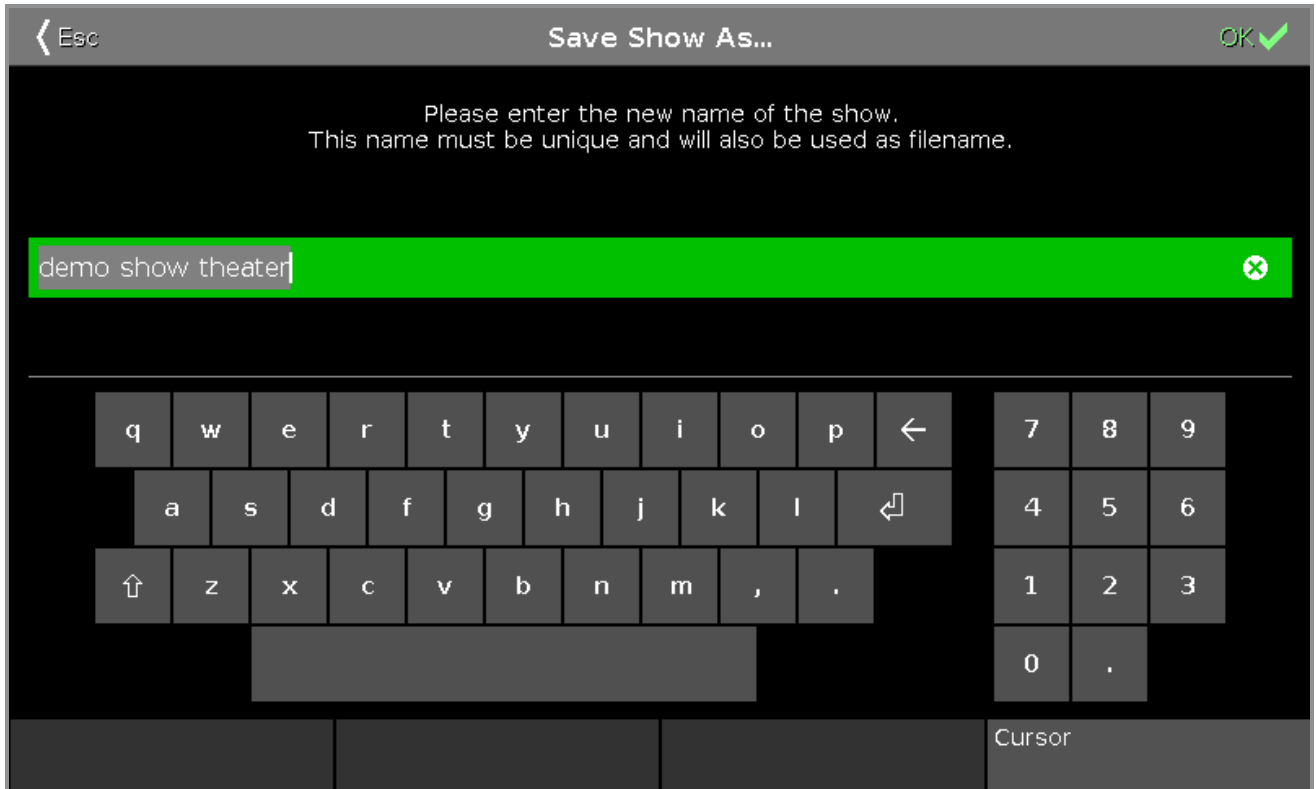 Esc Save Show As... OK
Please enter the new name of the show.
This name must be unique and will also be used as filename.
demo show theater
q w e r t y u i o p ← 7 8 9
a s d f g h j k l 4 5 6
z x c v b n m , . 1 2 3
0 .
Cursor